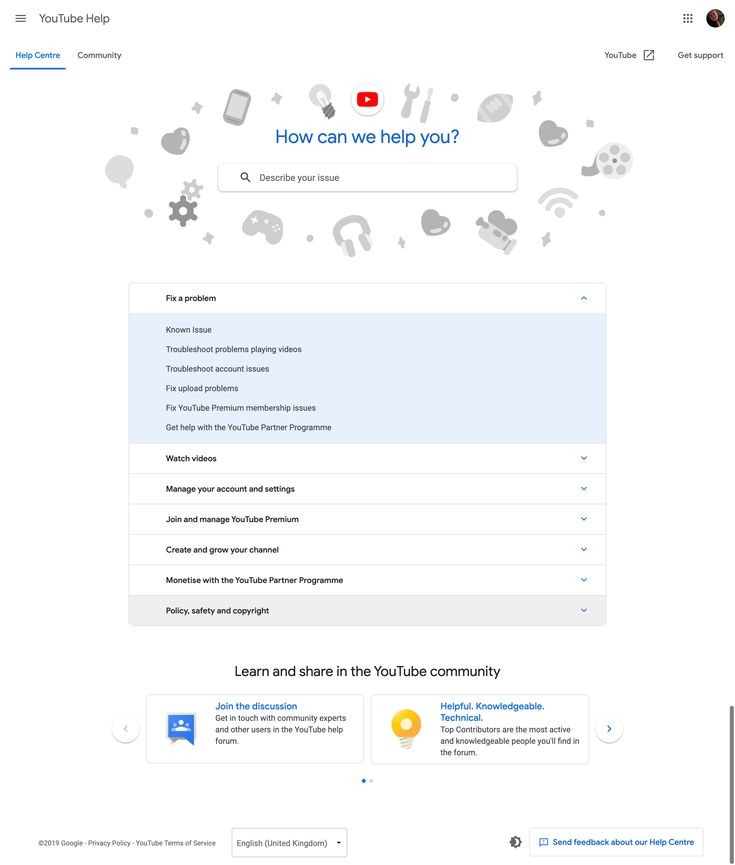 YouTube Help
Help Centre
Community
YouTube
Get support
How can we help you?
Describe your issue
Fix a problem
Known Issue
Troubleshoot problems playing videos
Troubleshoot account issues
Fix upload problems
Fix YouTube Premium membership issues
Get help with the YouTube Partner Programme
Watch videos
Manage your account and settings
Join and manage YouTube Premium
Create and grow your channel
Monetise with the YouTube Partner Programme
Policy, safety and copyright
Learn and share in the YouTube community
Join the discussion
Get in touch with community experts
and other users in the YouTube help
forum.
Helpful. Knowledgeable.
Technical.
Top Contributors are the most active
and knowledgeable people you'll find in
the forum.
©2019 Google - Privacy Policy - YouTube Terms of Service
English (United Kingdom)
Send feedback about our Help Centre